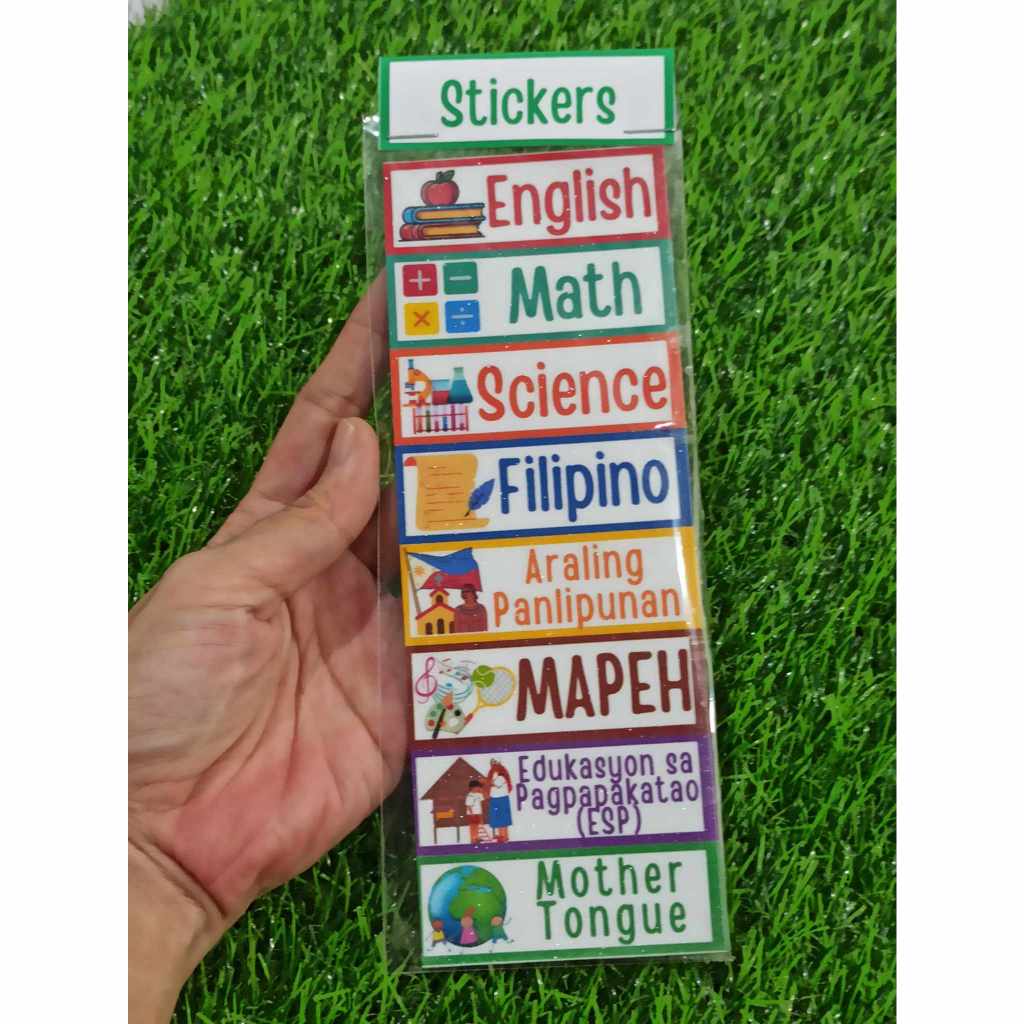 Stickers
English
Math
Science
Filipino
Araling
Panlipunan
MAPEH
Edukasyon sa
Pagpapakatao
(ESP)
Mother
Tongue